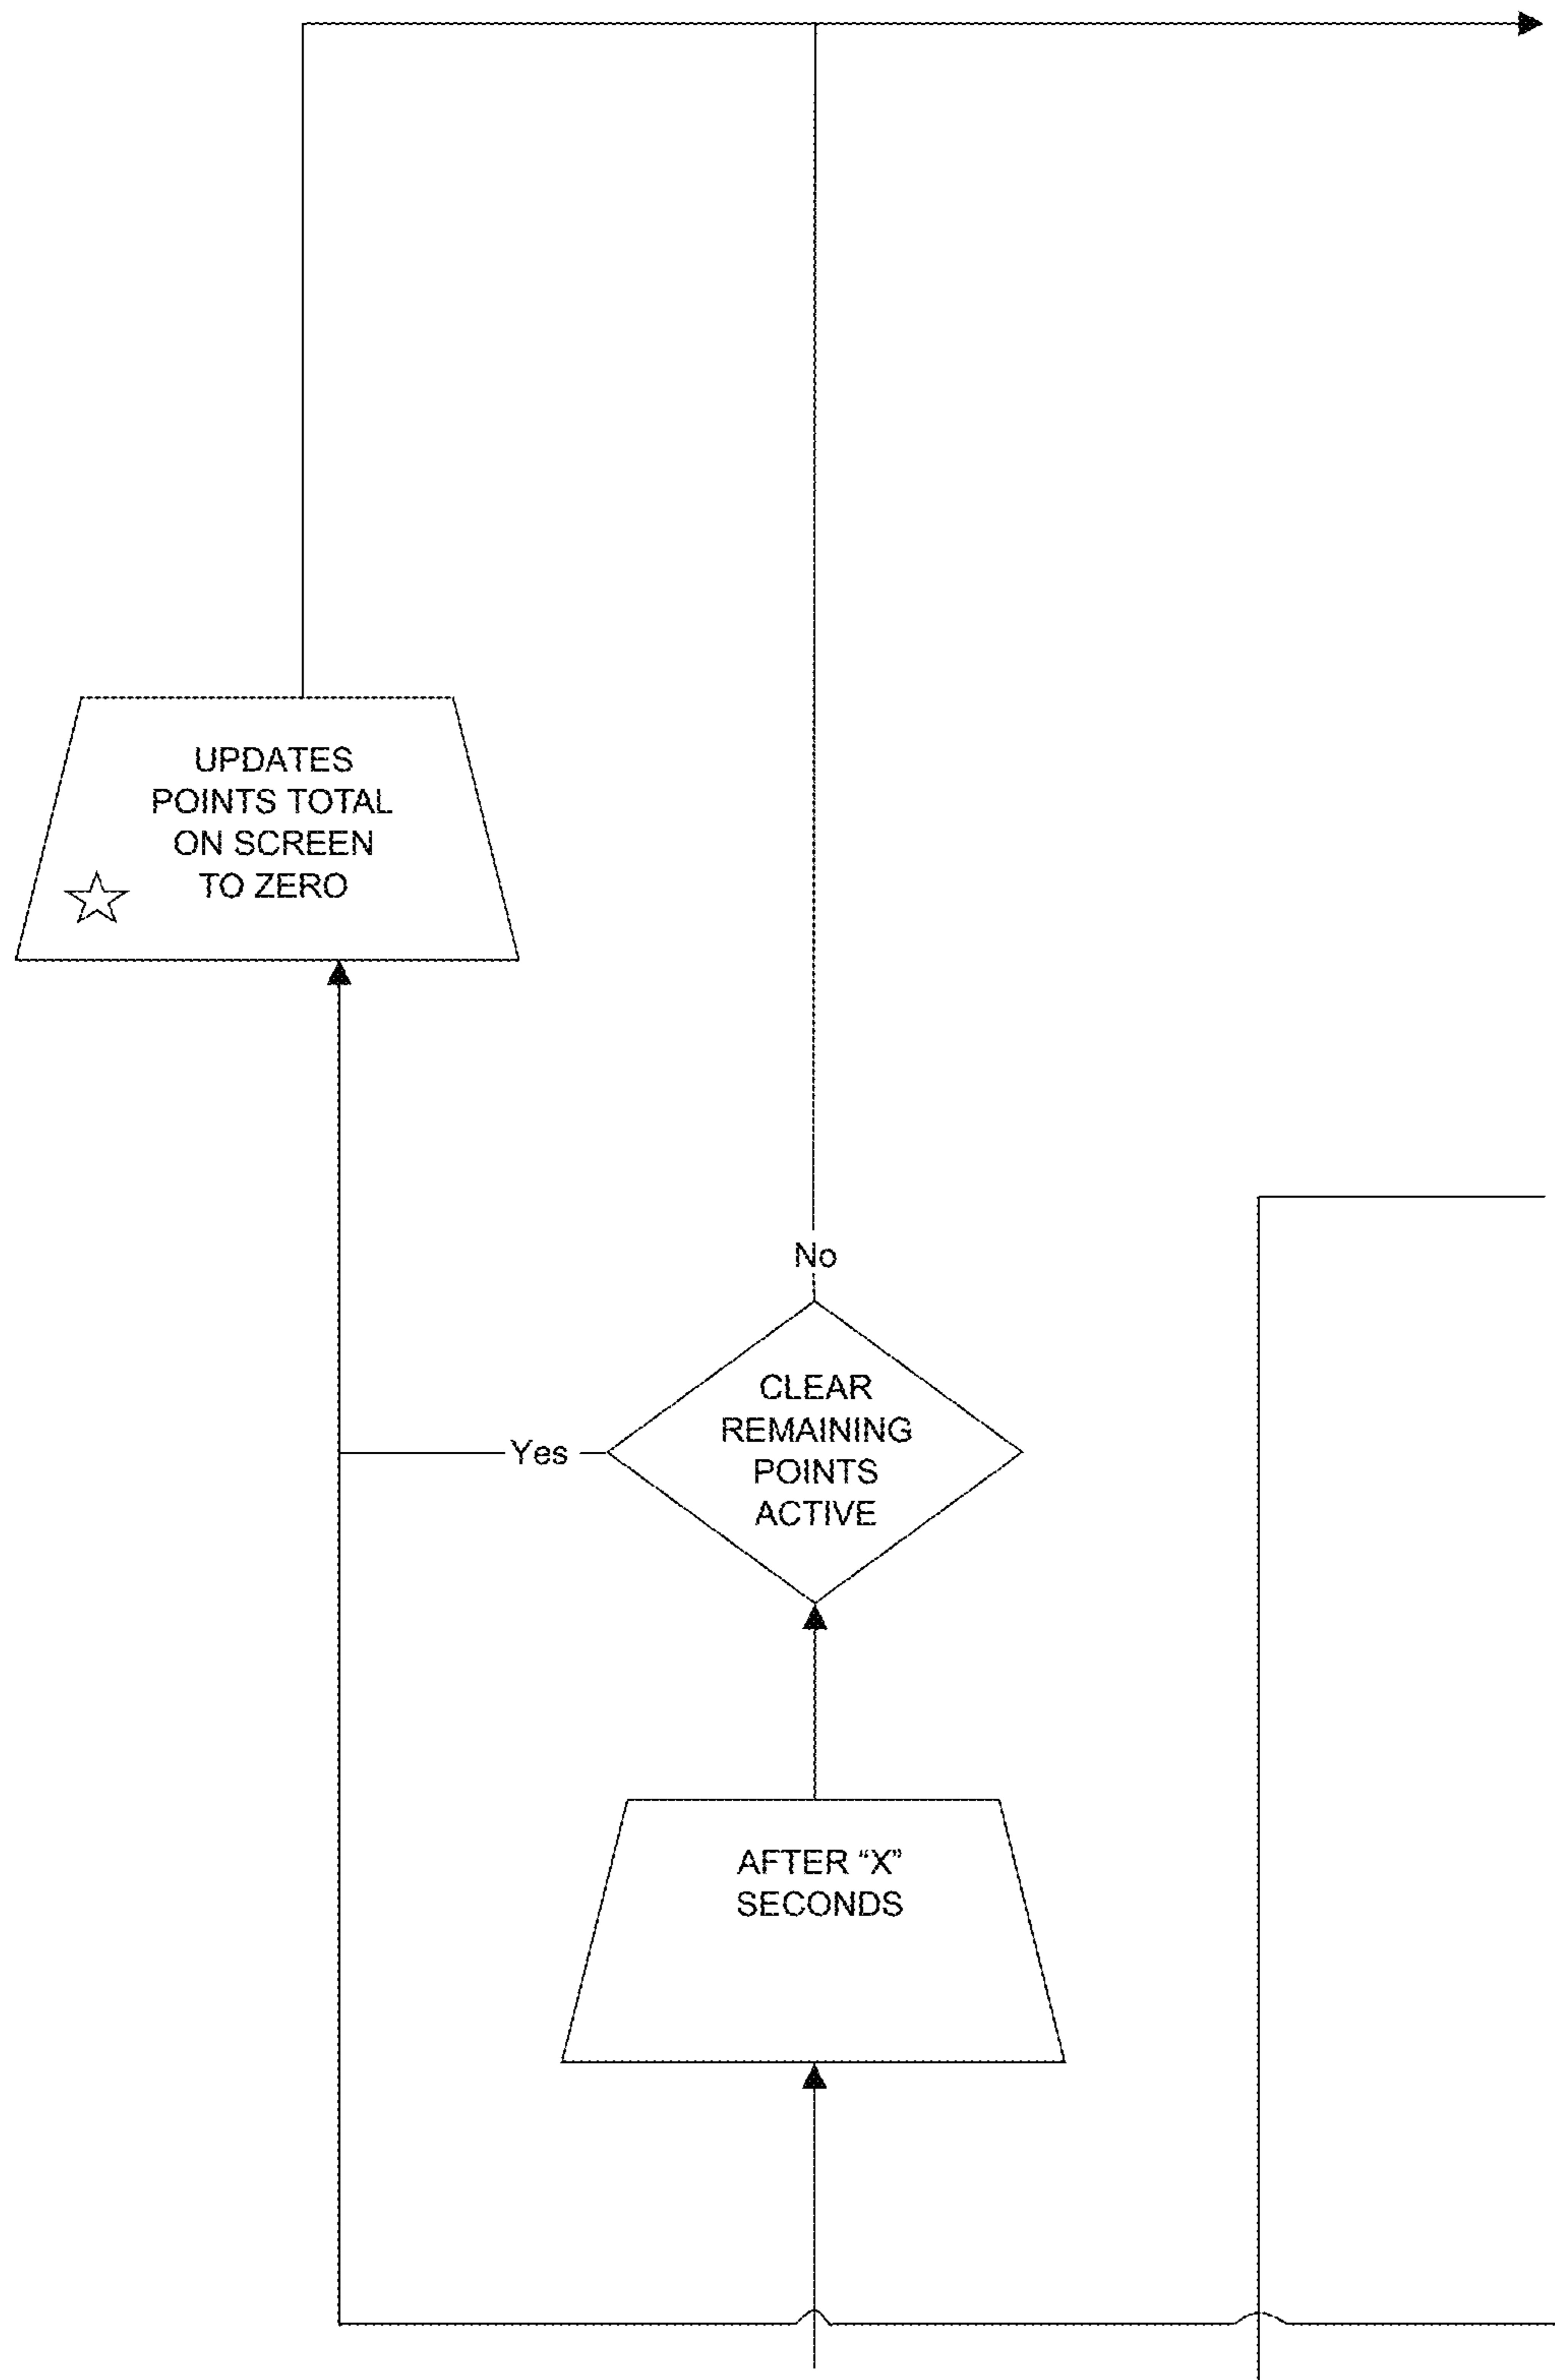 UPDATES
POINTS TOTAL
ON SCREEN
TO ZERO
No
Yes
CLEAR
REMAINING
POINTS
ACTIVE
AFTER “X”
SECONDS